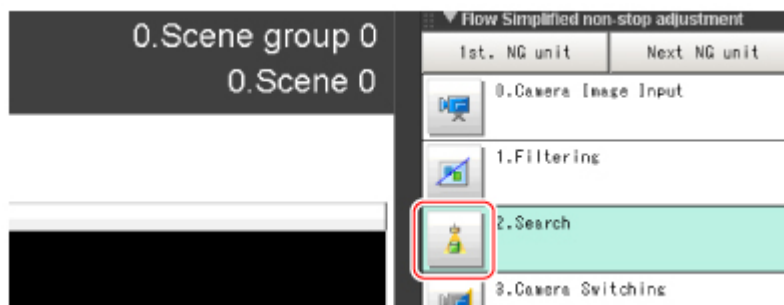 0.Scene group 0
0.Scene 0
Flow Simplified non-stop adjustment
1st. NG unit
Next NG unit
0.Camera Image Input
1.Filtering
2.Search
3.Camera Switching